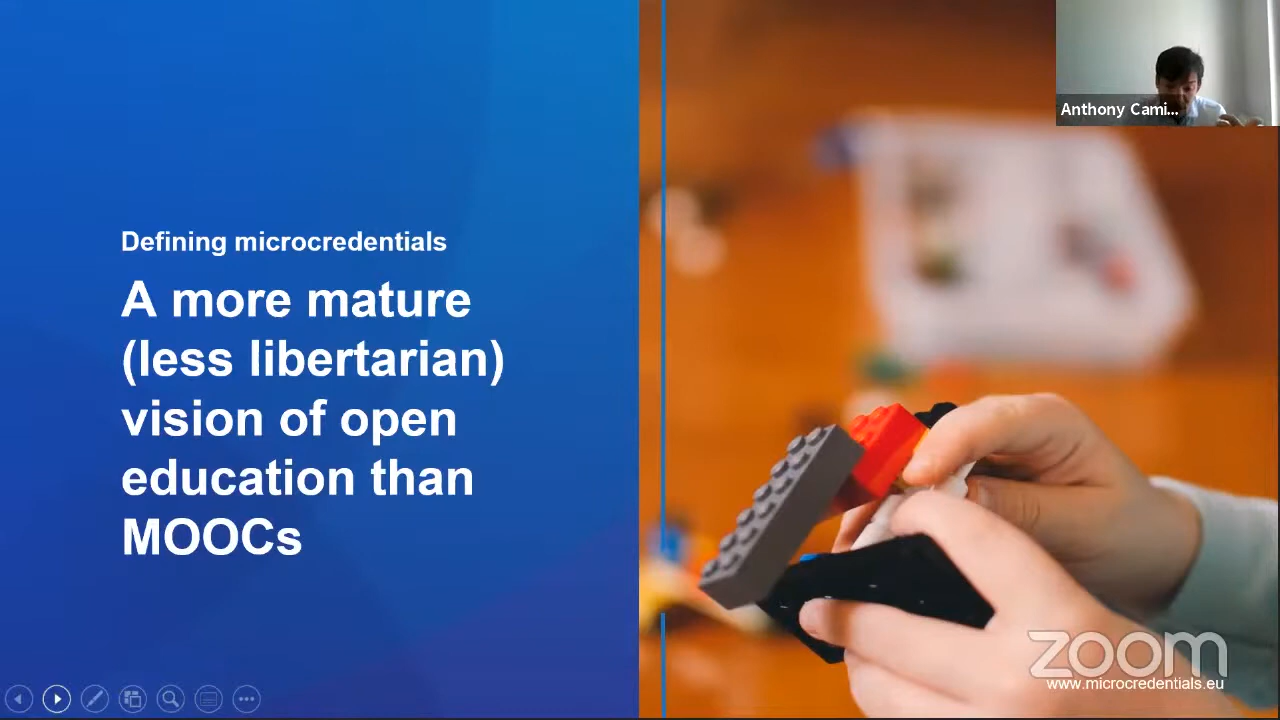 Anthony Cami...
Defining microcredentials
A more mature
(less libertarian)
vision of open
education than
MOOCs
zoom
www.microcredentials.eu